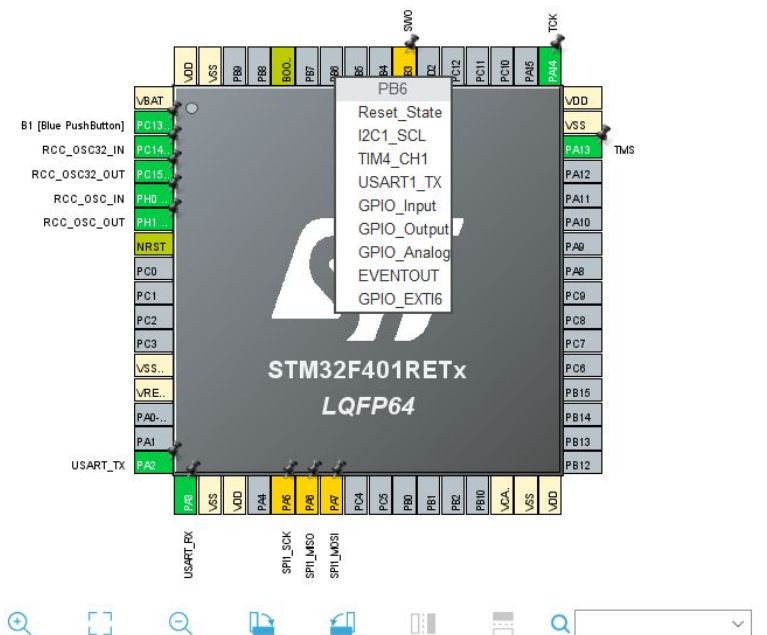 SWO
TCK
VDD
VSS
PB9
PB8
BOO..
PB7
PB6
PB5
PB4
PB3
D2
PC12
PC11
PC10
PA15
PA14
PB6
Reset_State
I2C1_SCL
TIM4_CH1
USART1_TX
GPIO_Input
GPIO_Output
GPIO_Analog
EVENTOUT
GPIO_EXTI6
VBAT
B1 [Blue PushButton] PC13..
RCC_OSC32_IN PC14..
RCC_OSC32_OUT PC15..
RCC_OSC_IN PH0 ..
RCC_OSC_OUT PH1 ..
NRST
PC0
PC1
PC2
PC3
VSS..
VRE..
PA0-..
PA1
USART_TX PA2
VDD
VSS
PA13 TMS
PA12
PA11
PA10
PA9
PA8
PC9
PC8
PC7
PC6
PB15
PB14
PB13
PB12
STM32F401RETx
LQFP64
PA3
VSS
VDD
PA4
PA5
PA6
PA7
PC4
PC5
PB0
PB1
PB2
PB10
VCA..
VSS
VDD
USART_RX
SPI1_SCK
SPI1_MISO
SPI1_MOSI